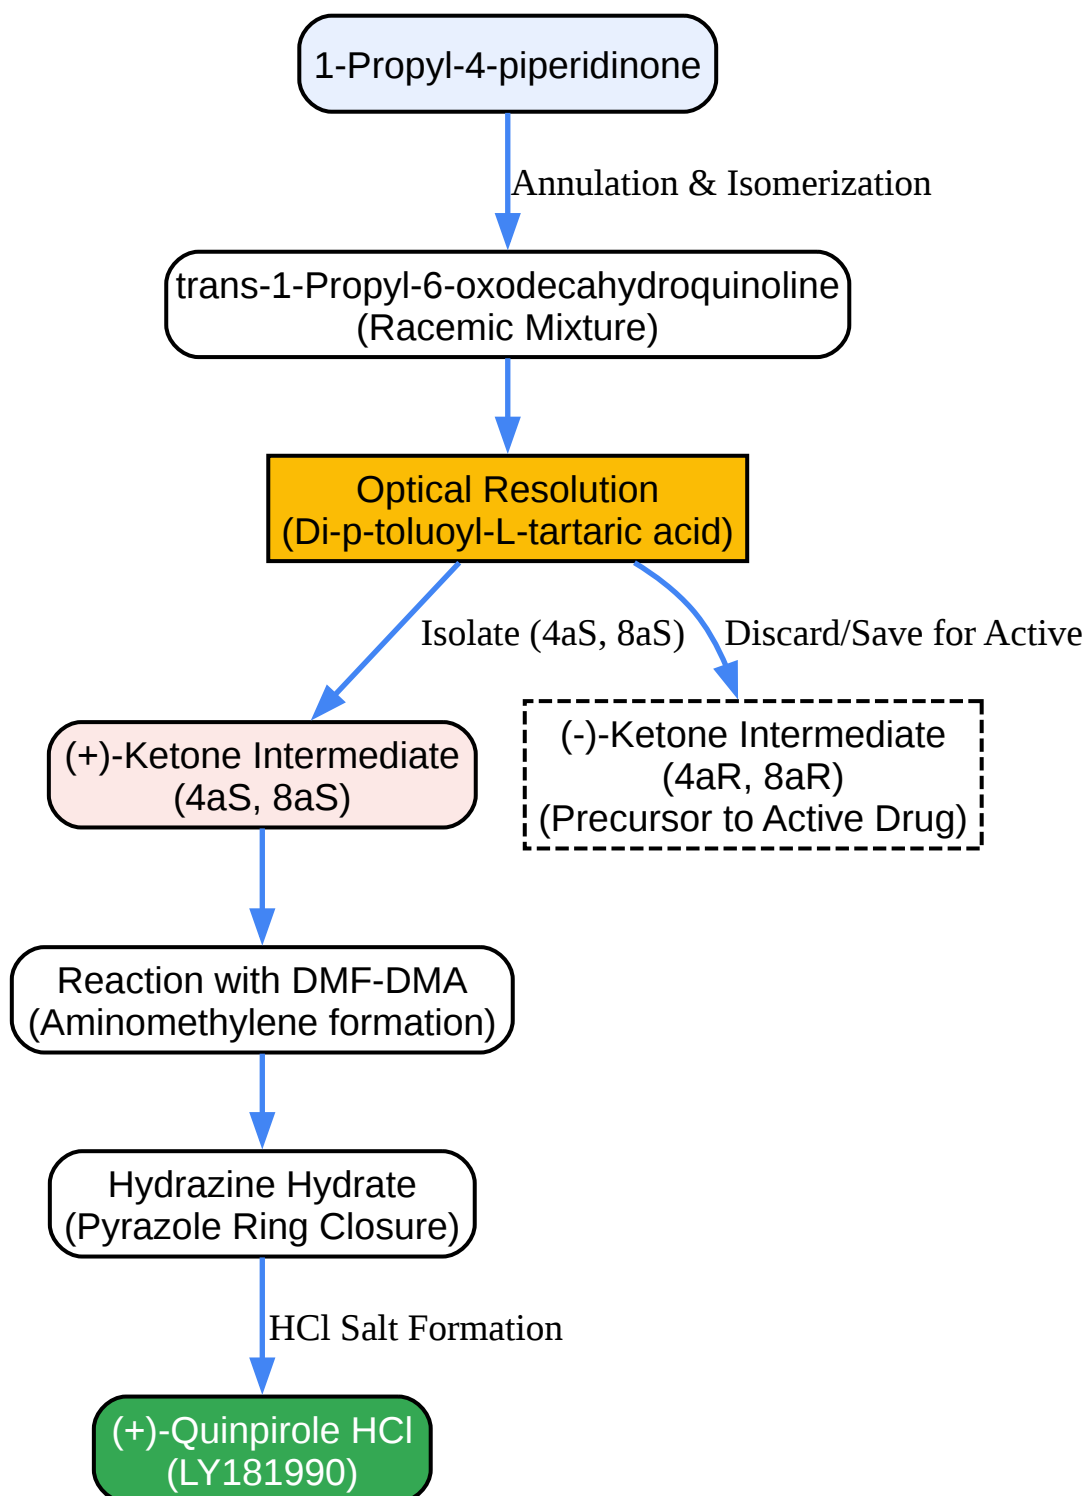 1-Propyl-4-piperidinone
Annulation & Isomerization
trans-1-Propyl-6-oxodecahydroquinoline
(Racemic Mixture)
Optical Resolution
(Di-p-toluoyl-L-tartaric acid)
Isolate (4aS, 8aS)
Discard/Save for Active
(+)-Ketone Intermediate
(4aS, 8aS)
(-)-Ketone Intermediate
(4aR, 8aR)
(Precursor to Active Drug)
Reaction with DMF-DMA
(Aminomethylene formation)
Hydrazine Hydrate
(Pyrazole Ring Closure)
HCl Salt Formation
(+)-Quinpirole HCl
(LY181990)